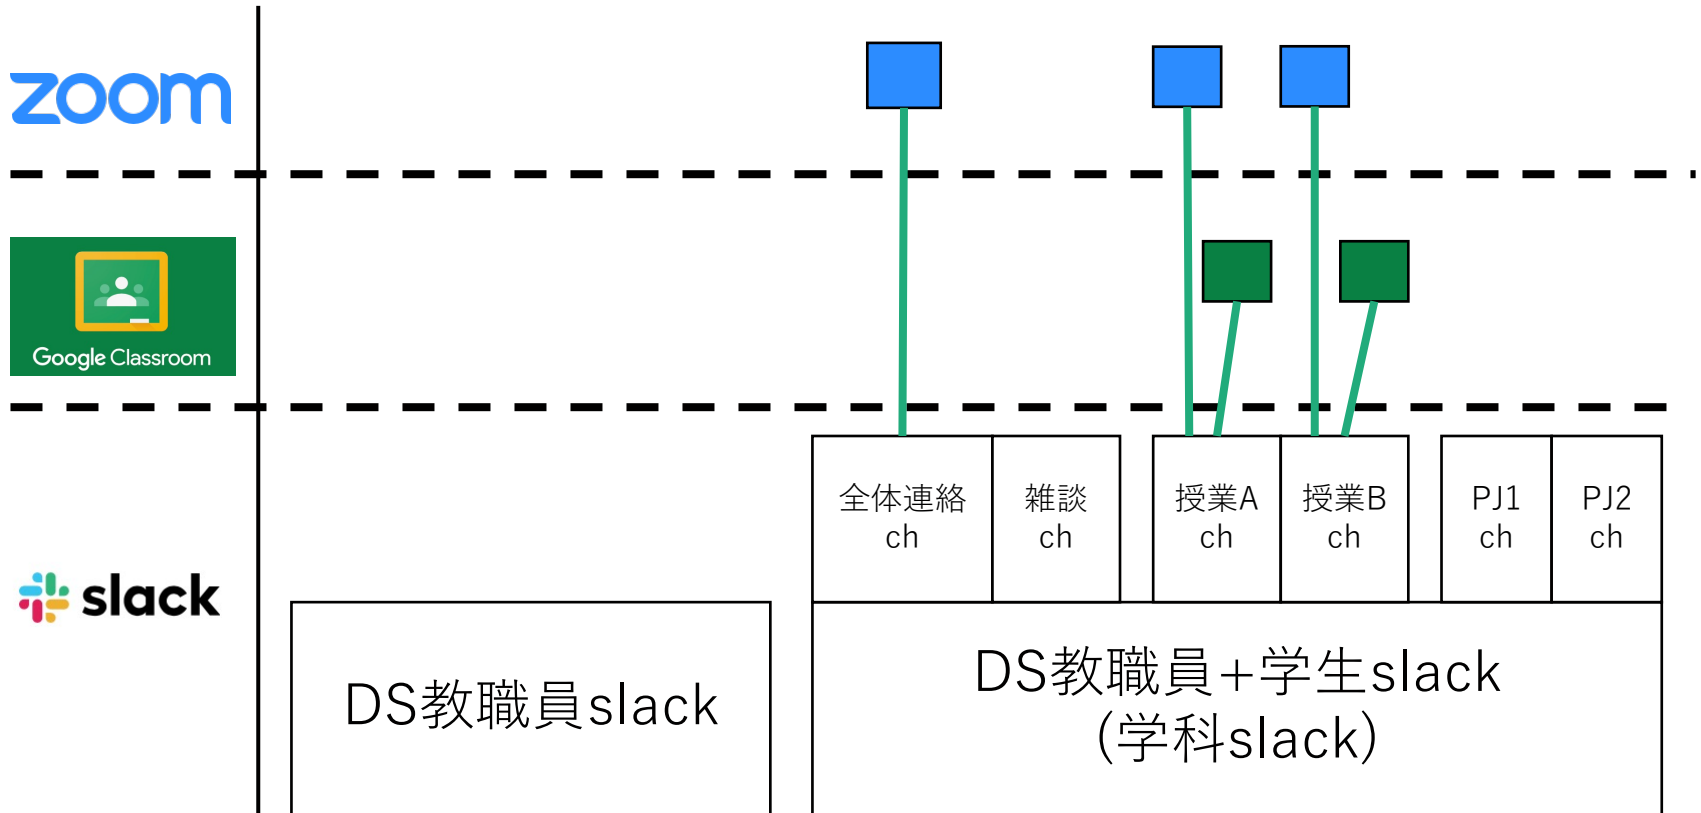 zoom
Google Classroom
slack
全体連絡
ch
雑談
ch
授業A
ch
授業B
ch
PJ1
ch
PJ2
ch
DS教職員slack
DS教職員+学生slack
(学科slack)